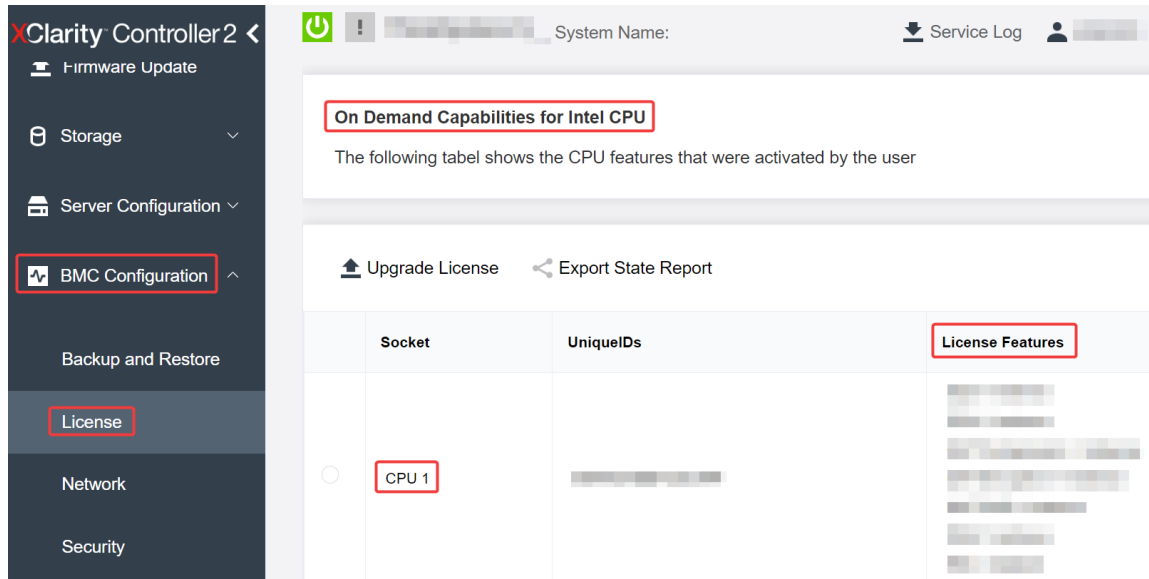 XClarity Controller 2
Firmware Update
Storage
Server Configuration
BMC Configuration
Backup and Restore
License
Network
Security
System Name:
Service Log
On Demand Capabilities for Intel CPU
The following tabel shows the CPU features that were activated by the user
Upgrade License
Export State Report
Socket
UniqueIDs
License Features
CPU 1